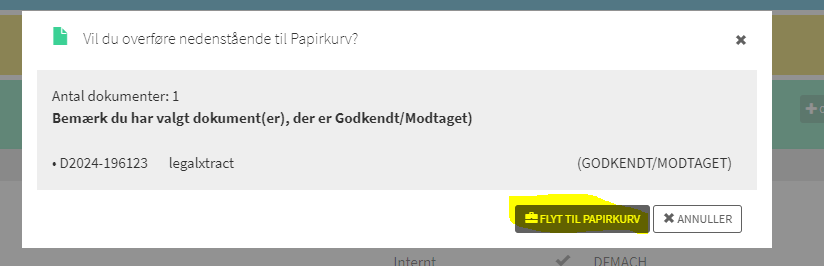 Vil du overføre nedenstående til Papirkurv?
Antal dokumenter: 1
Bemærk du har valgt dokument(er), der er Godkendt/Modtaget)
• D2024-196123 legalxtract (GODKENDT/MODTAGET)
FLYT TIL PAPIRKURV ANNULLER
Internt DEMACH